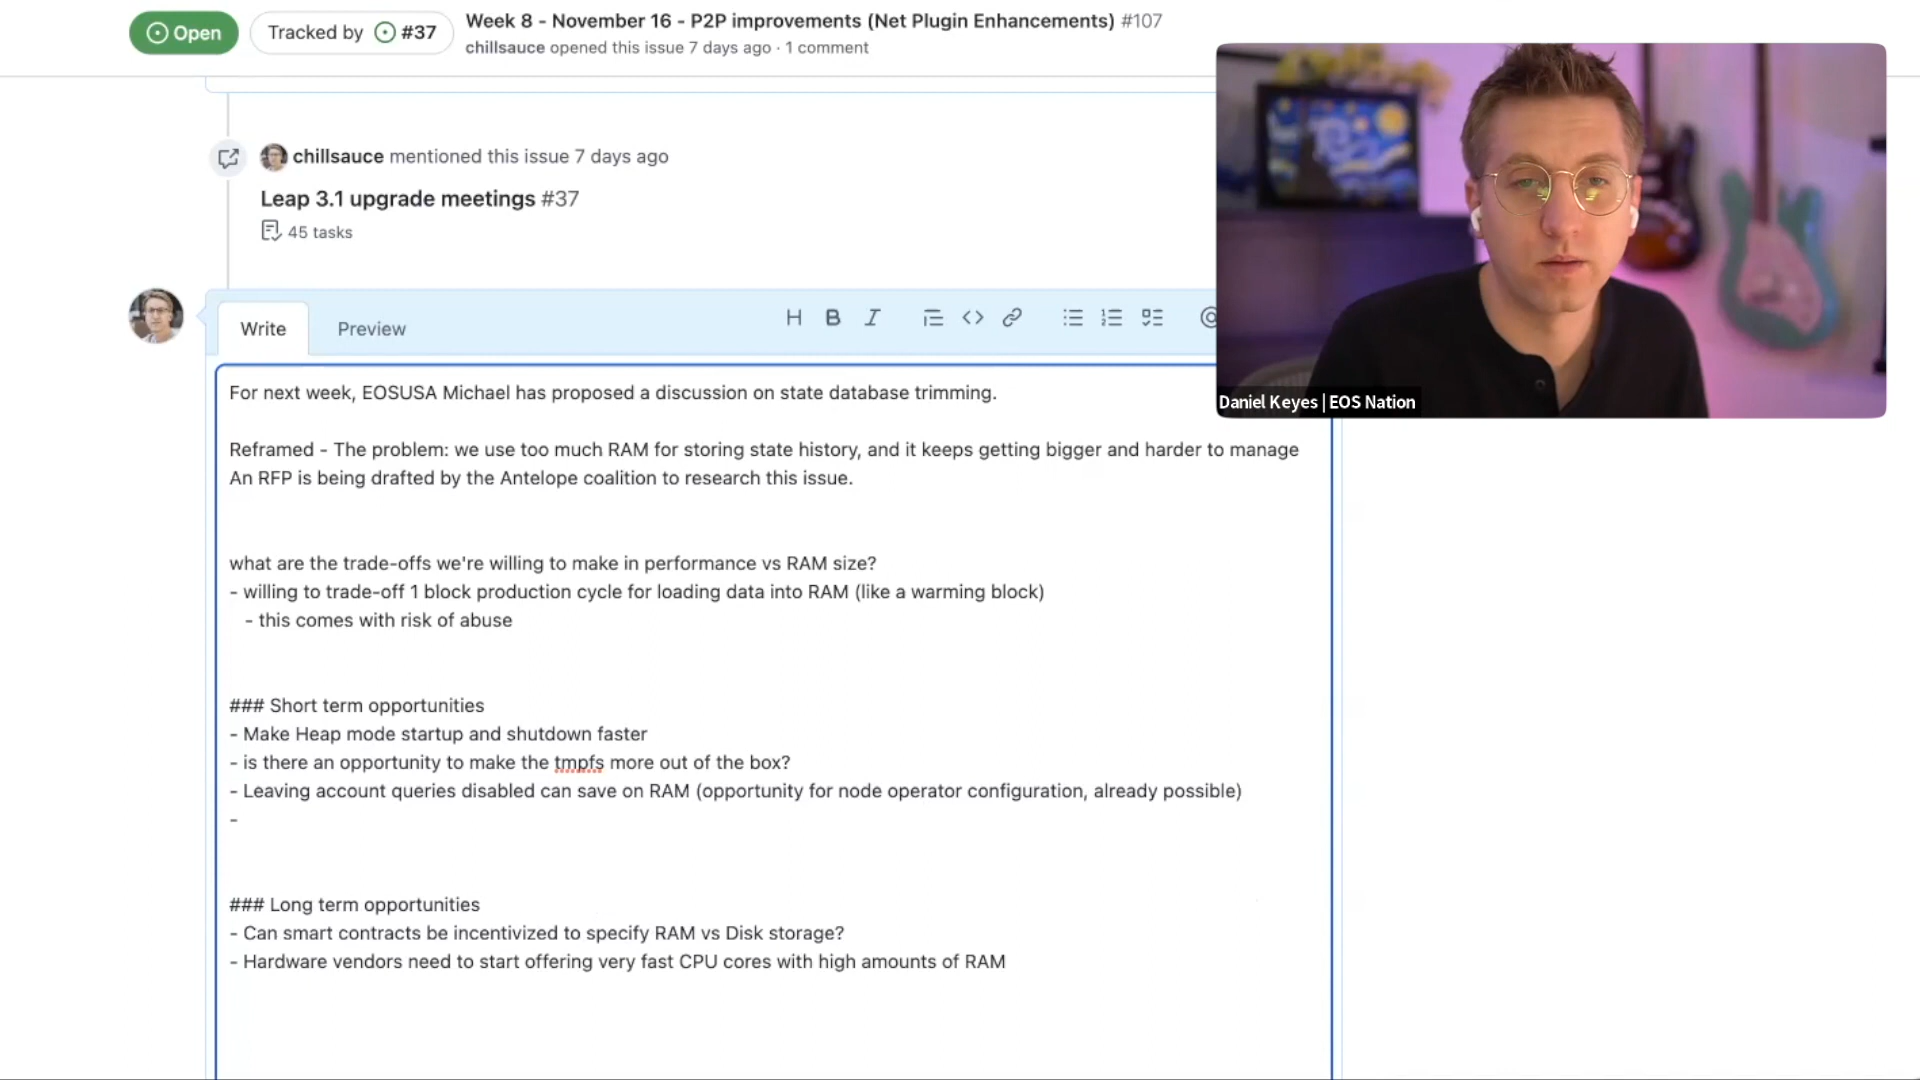 Open
Tracked by #37
Week 8 - November 16 - P2P improvements (Net Plugin Enhancements) #107
chillsauce opened this issue 7 days ago · 1 comment
chillsauce mentioned this issue 7 days ago
Leap 3.1 upgrade meetings #37
45 tasks
Write
Preview
H B I
For next week, EOSUSA Michael has proposed a discussion on state database trimming.
Reframed - The problem: we use too much RAM for storing state history, and it keeps getting bigger and harder to manage
An RFP is being drafted by the Antelope coalition to research this issue.
what are the trade-offs we're willing to make in performance vs RAM size?
- willing to trade-off 1 block production cycle for loading data into RAM (like a warming block)
- this comes with risk of abuse
### Short term opportunities
- Make Heap mode startup and shutdown faster
- is there an opportunity to make the tmpfs more out of the box?
- Leaving account queries disabled can save on RAM (opportunity for node operator configuration, already possible)
-
### Long term opportunities
- Can smart contracts be incentivized to specify RAM vs Disk storage?
- Hardware vendors need to start offering very fast CPU cores with high amounts of RAM
Daniel Keyes | EOS Nation